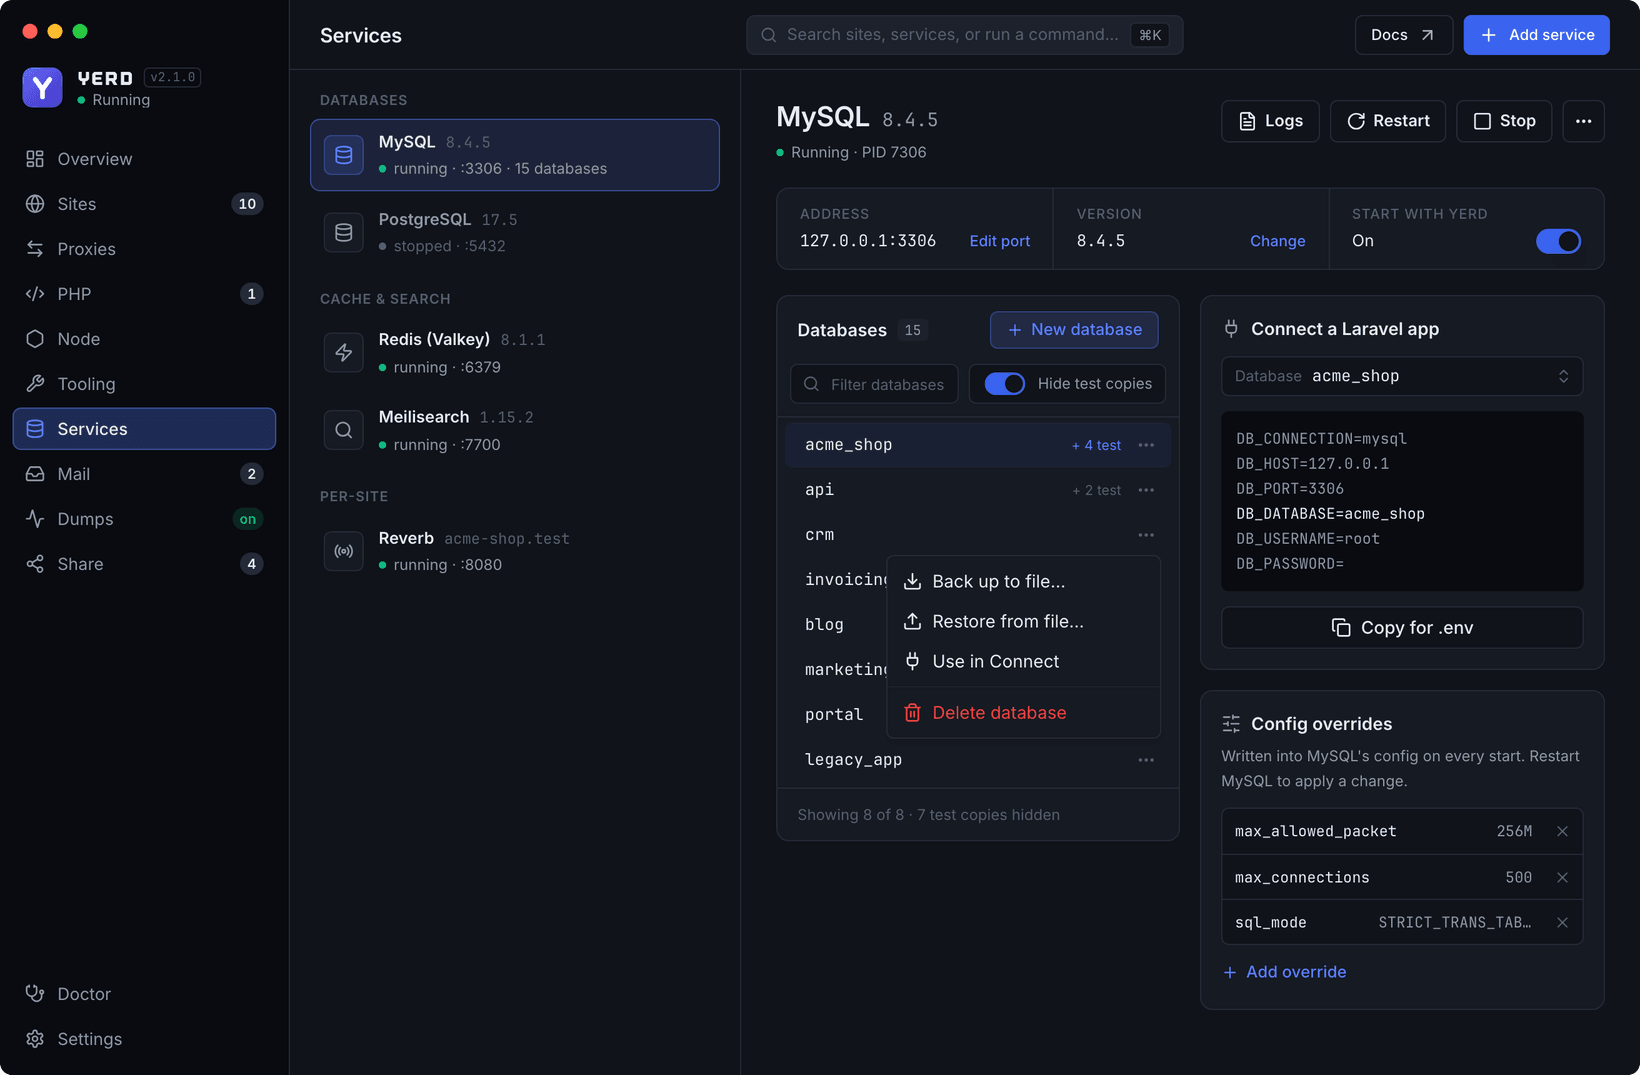 YERD v2.1.0
Running
Overview
Sites 10
Proxies
PHP 1
Node
Tooling
Services
Mail 2
Dumps on
Share 4
Doctor
Settings
Services
Search sites, services, or run a command... ⌘K
Docs
Add service
DATABASES
MySQL 8.4.5
running · :3306 · 15 databases
PostgreSQL 17.5
stopped · :5432
CACHE & SEARCH
Redis (Valkey) 8.1.1
running · :6379
Meilisearch 1.15.2
running · :7700
PER-SITE
Reverb acme-shop.test
running · :8080
MySQL 8.4.5
Running · PID 7306
Logs
Restart
Stop
ADDRESS
127.0.0.1:3306 Edit port
VERSION
8.4.5 Change
START WITH YERD
On
Databases 15
New database
Filter databases
Hide test copies
acme_shop + 4 test
api + 2 test
crm
invoicing
blog
marketing
portal
legacy_app
Back up to file...
Restore from file...
Use in Connect
Delete database
Showing 8 of 8 · 7 test copies hidden
Connect a Laravel app
Database acme_shop
DB_CONNECTION=mysql
DB_HOST=127.0.0.1
DB_PORT=3306
DB_DATABASE=acme_shop
DB_USERNAME=root
DB_PASSWORD=
Copy for .env
Config overrides
Written into MySQL's config on every start. Restart
MySQL to apply a change.
max_allowed_packet 256M
max_connections 500
sql_mode STRICT_TRANS_TAB…
Add override